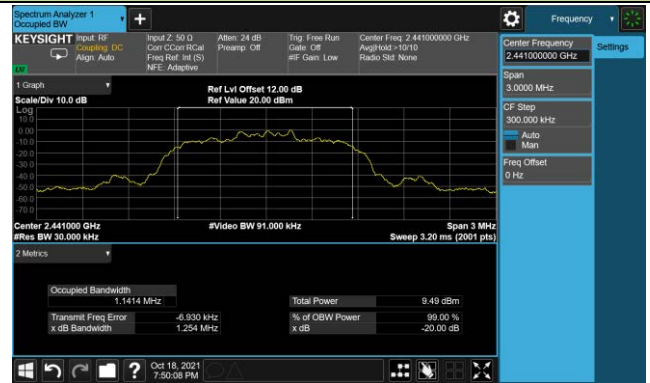 Spectrum Analyzer 1
Occupied BW
Frequency
KEYSIGHT
Input: RF
Coupling: DC
Align: Auto
Input Z: 50 Ω
Corr CCorr RCal
Freq Ref: Int (S)
NFE: Adaptive
Atten: 24 dB
Preamp: Off
Trig: Free Run
Gate: Off
#IF Gain: Low
Center Freq: 2.441000000 GHz
Avg|Hold:>10/10
Radio Std: None
Center Frequency
2.441000000 GHz
Settings
Span
3.0000 MHz
CF Step
300.000 kHz
Auto
Man
Freq Offset
0 Hz
1 Graph
Scale/Div 10.0 dB
Ref Lvl Offset 12.00 dB
Ref Value 20.00 dBm
Log
10.0
0.00
-10.0
-20.0
-30.0
-40.0
-50.0
-60.0
-70.0
Center 2.441000 GHz
#Res BW 30.000 kHz
#Video BW 91.000 kHz
Span 3 MHz
Sweep 3.20 ms (2001 pts)
2 Metrics
Occupied Bandwidth
1.1414 MHz
Total Power 9.49 dBm
Transmit Freq Error -6.930 kHz
% of OBW Power 99.00 %
x dB Bandwidth 1.254 MHz
x dB -20.00 dB
?
Oct 18, 2021
7:50:08 PM